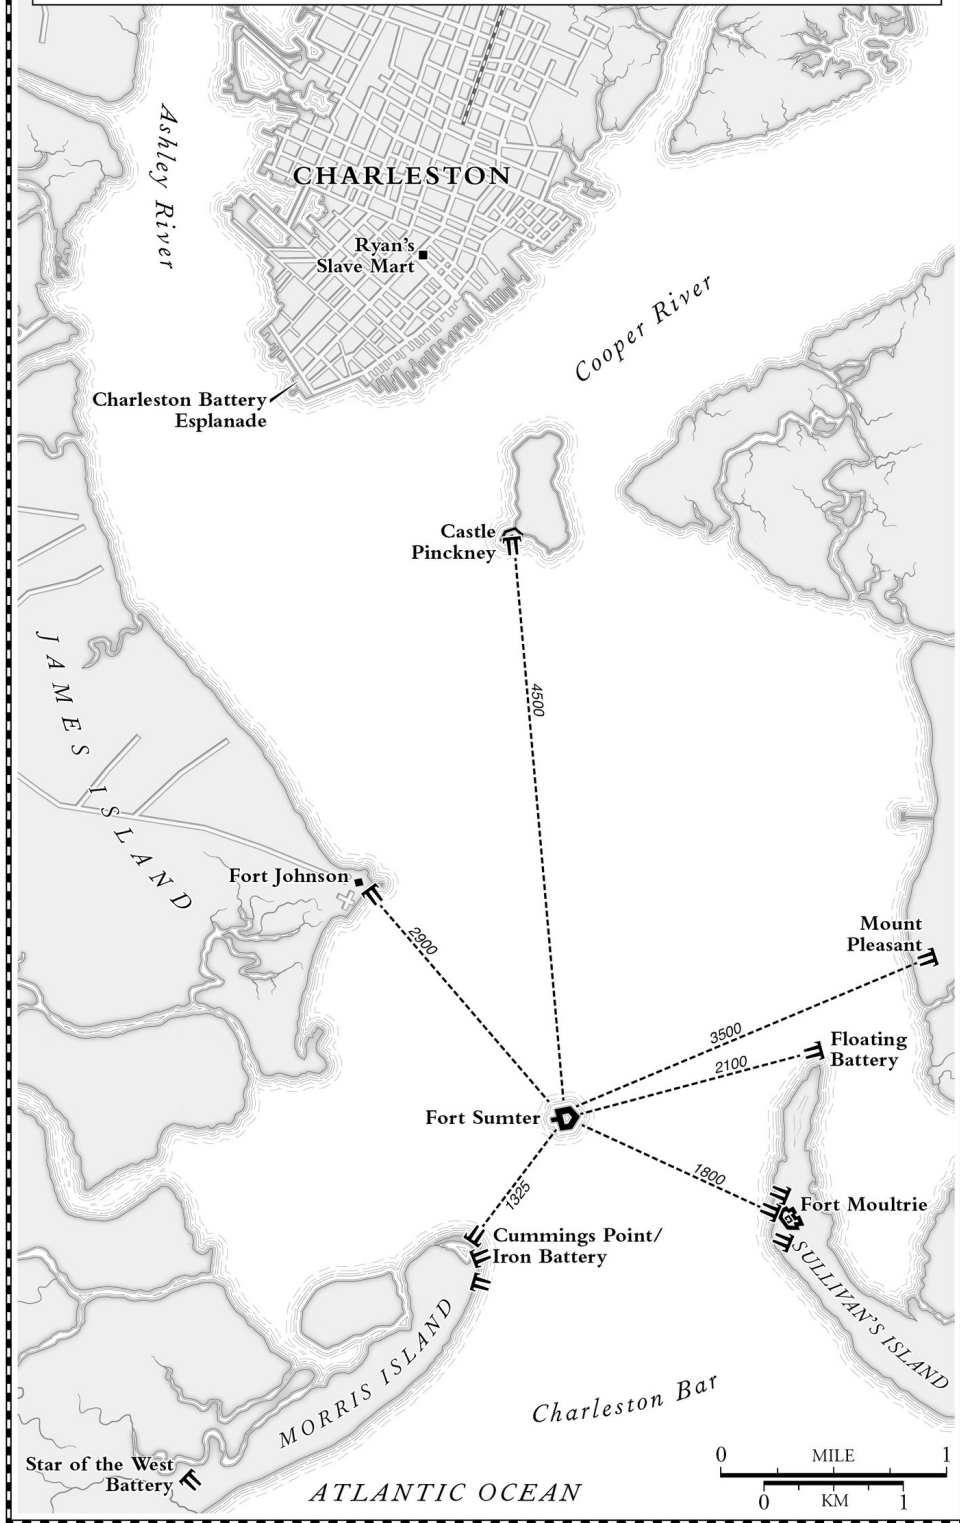 Ashley River
CHARLESTON
Ryan's
Slave Mart
Cooper River
Charleston Battery
Esplanade
Castle
Pinckney
4500
JAMES ISLAND
Fort Johnson
2900
Mount
Pleasant
3500
Floating
Battery
2100
Fort Sumter
1800
1325
Fort Moultrie
Cummings Point/
Iron Battery
SULLIVAN'S ISLAND
MORRIS ISLAND
Charleston Bar
Star of the West
Battery
ATLANTIC OCEAN
0 MILE 1
0 KM 1